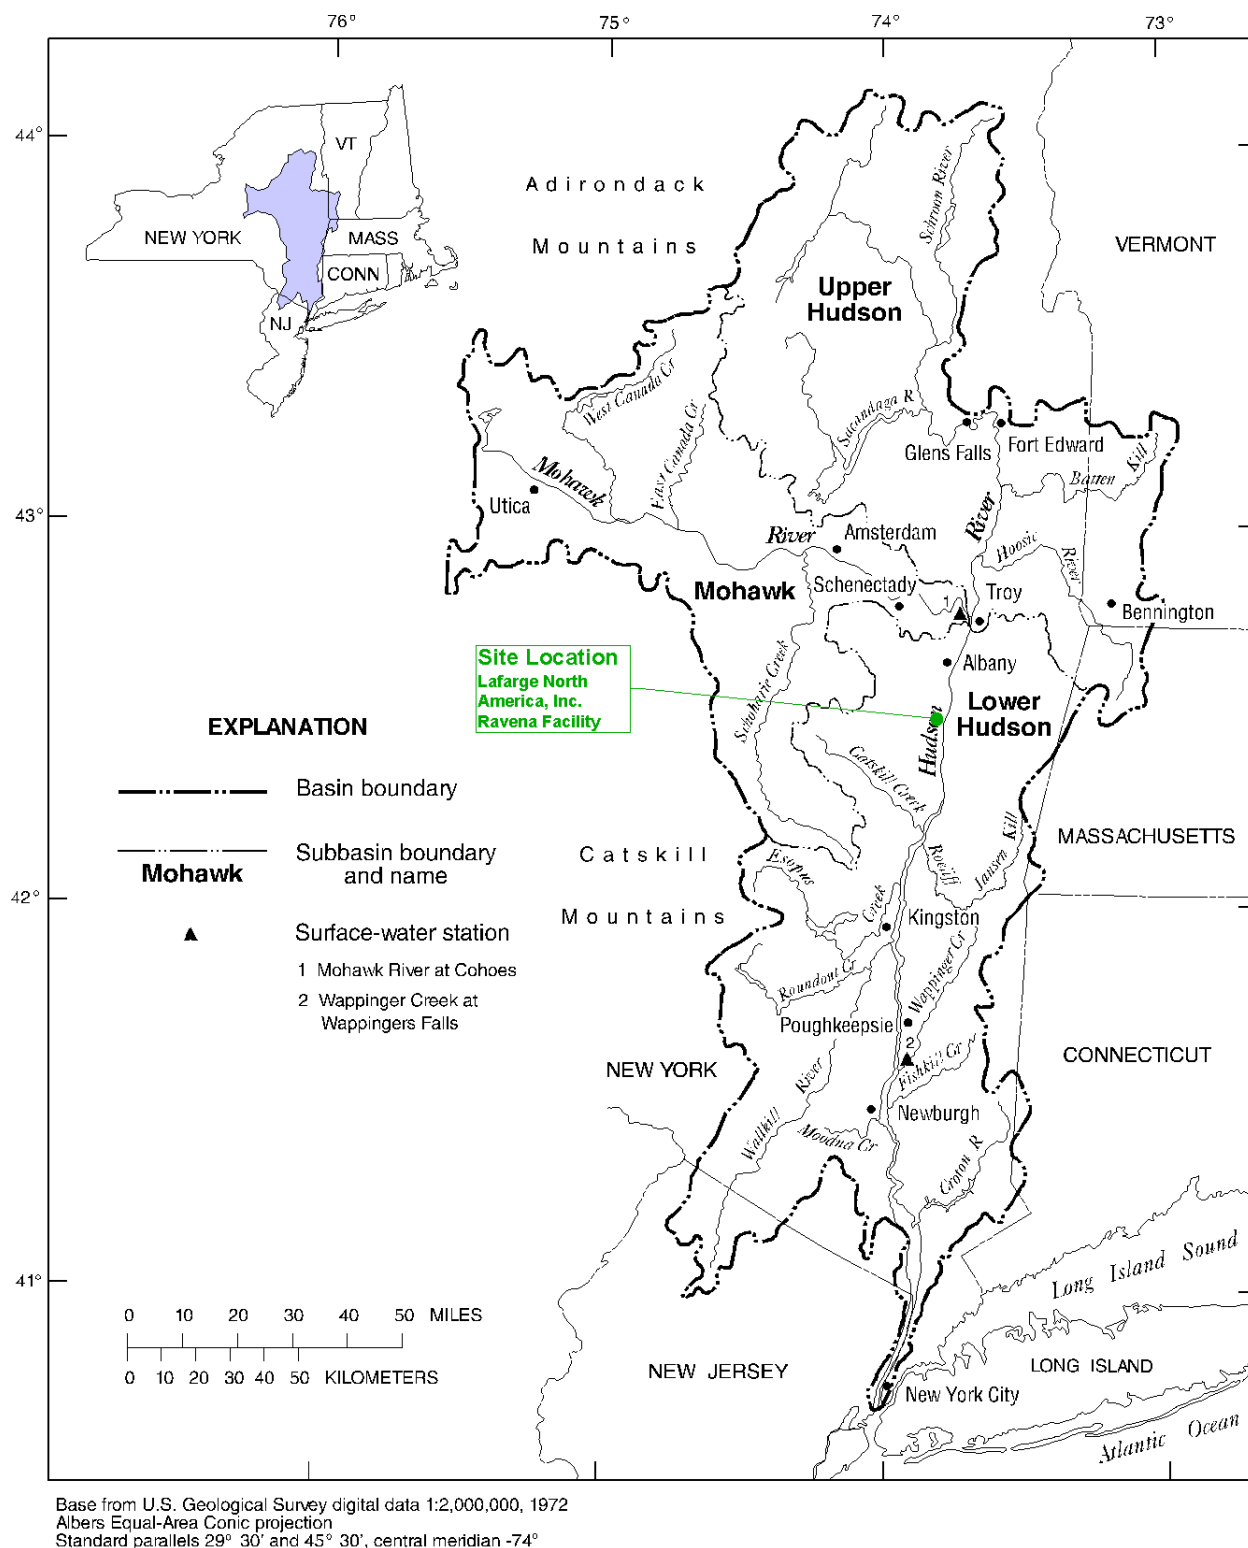 76°
75°
74°
73°
44°
43°
42°
41°
VT
NEW YORK
MASS
CONN
NJ
Adirondack
Mountains
VERMONT
Schroon River
Upper
Hudson
West Canada Cr
East Canada Cr
Sacandaga R
Glens Falls
Fort Edward
Batten Kill
Mohawk
Utica
River
River
Amsterdam
Hoosic
River
Mohawk
Schenectady
1
Troy
Bennington
Albany
Site Location
Lafarge North
America, Inc.
Ravena Facility
Schoharie Creek
Lower
Hudson
Hudson
EXPLANATION
Basin boundary
Subbasin boundary
and name
Mohawk
Surface-water station
1 Mohawk River at Cohoes
2 Wappinger Creek at
Wappingers Falls
Catskill Creek
MASSACHUSETTS
Catskill
Mountains
Esopus
Creek
Roeliff
Jansen Kill
Kingston
Roundout Cr
Wappinger Cr
Poughkeepsie
2
Fishkill Cr
CONNECTICUT
NEW YORK
Wallkill
River
Newburgh
Moodna Cr
Croton R
Long Island Sound
0 10 20 30 50 MILES
0 10 20 30 40 50 KILOMETERS
NEW JERSEY
LONG ISLAND
New York City
Atlantic Ocean
Base from U.S. Geological Survey digital data 1:2,000,000, 1972
Albers Equal-Area Conic projection
Standard parallels 29° 30' and 45° 30', central meridian -74°